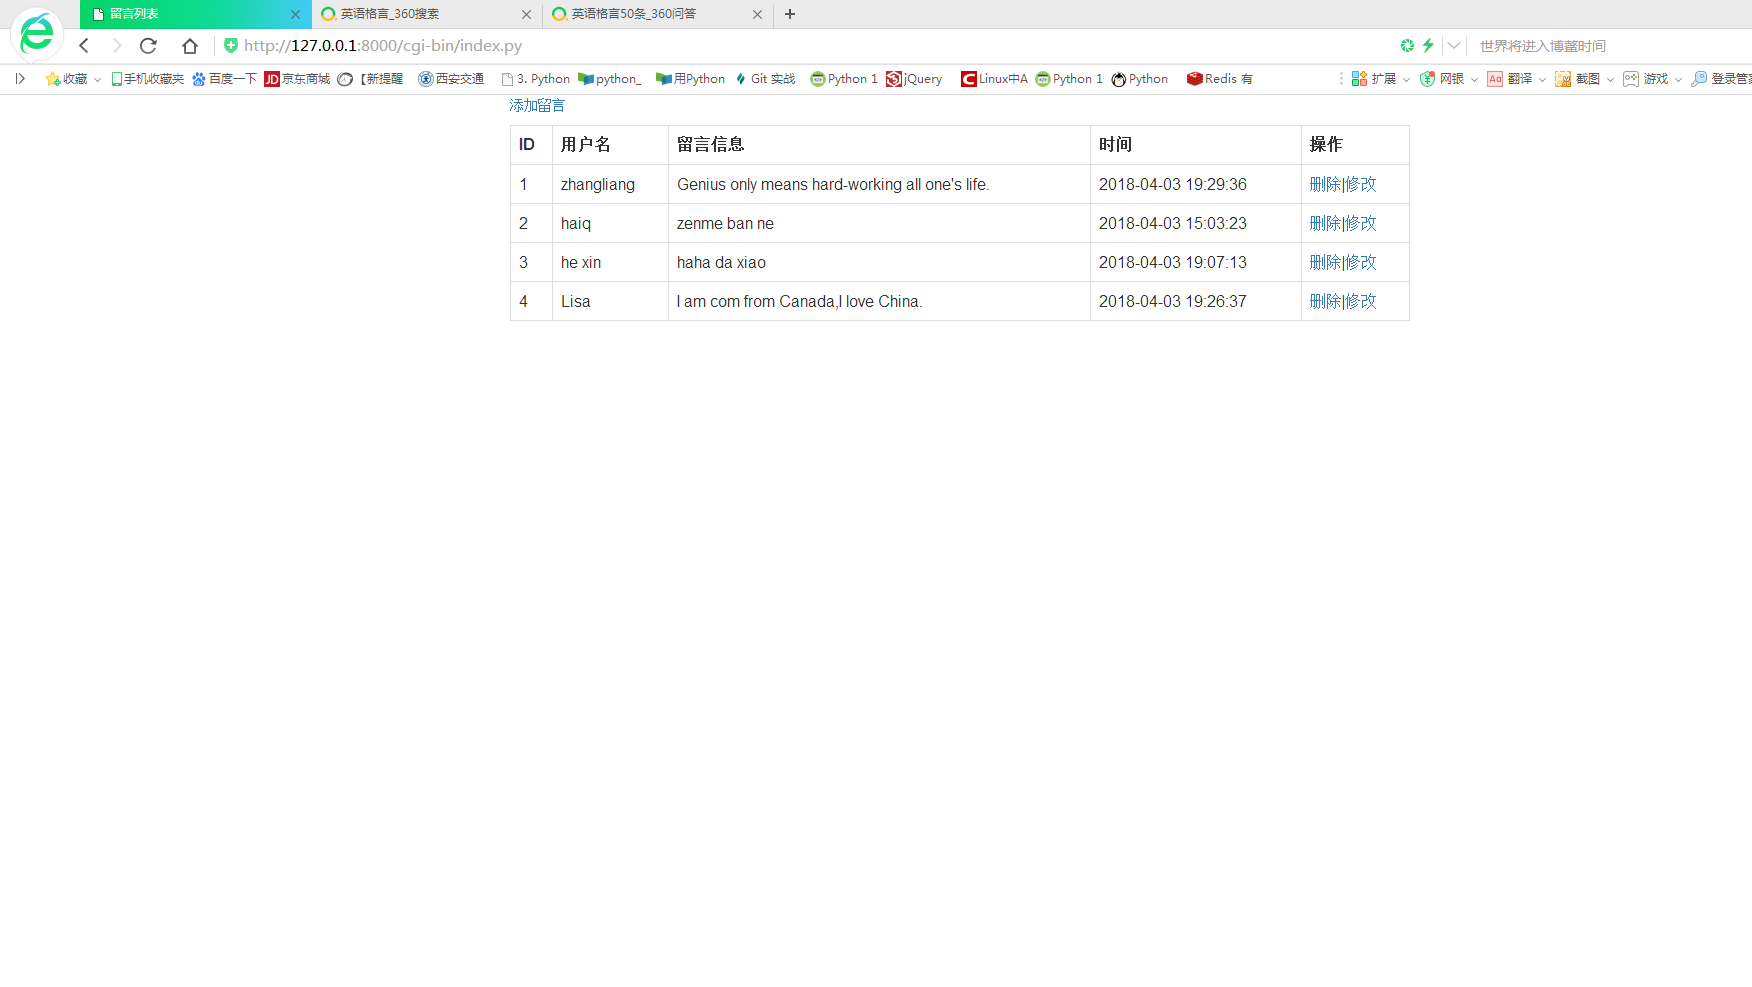 留言列表 英语格言_360搜索 英语格言50条_360问答
http://127.0.0.1:8000/cgi-bin/index.py 世界将进入博鳌时间
收藏 手机收藏夹 百度一下 JD 京东商城 【新提醒 西安交通 3. Python python_ 用Python Git 实战 Python 1 jQuery Linux中A Python 1 Python Redis 有 扩展 网银 Aa 翻译 截图 游戏 登录管家
添加留言
ID 用户名 留言信息 时间 操作
1 zhangliang Genius only means hard-working all one's life. 2018-04-03 19:29:36 删除|修改
2 haiq zenme ban ne 2018-04-03 15:03:23 删除|修改
3 he xin haha da xiao 2018-04-03 19:07:13 删除|修改
4 Lisa I am com from Canada,I love China. 2018-04-03 19:26:37 删除|修改